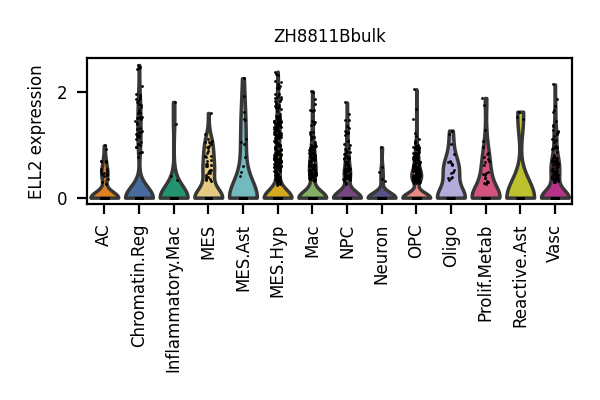 ZH8811Bbulk
ELL2 expression
2
0
AC
Chromatin.Reg
Inflammatory.Mac
MES
MES.Ast
MES.Hyp
Mac
NPC
Neuron
OPC
Oligo
Prolif.Metab
Reactive.Ast
Vasc